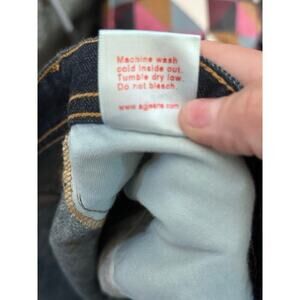 Machine wash
cold inside out.
Tumble dry low.
Do not bleach.
www.agjeans.com